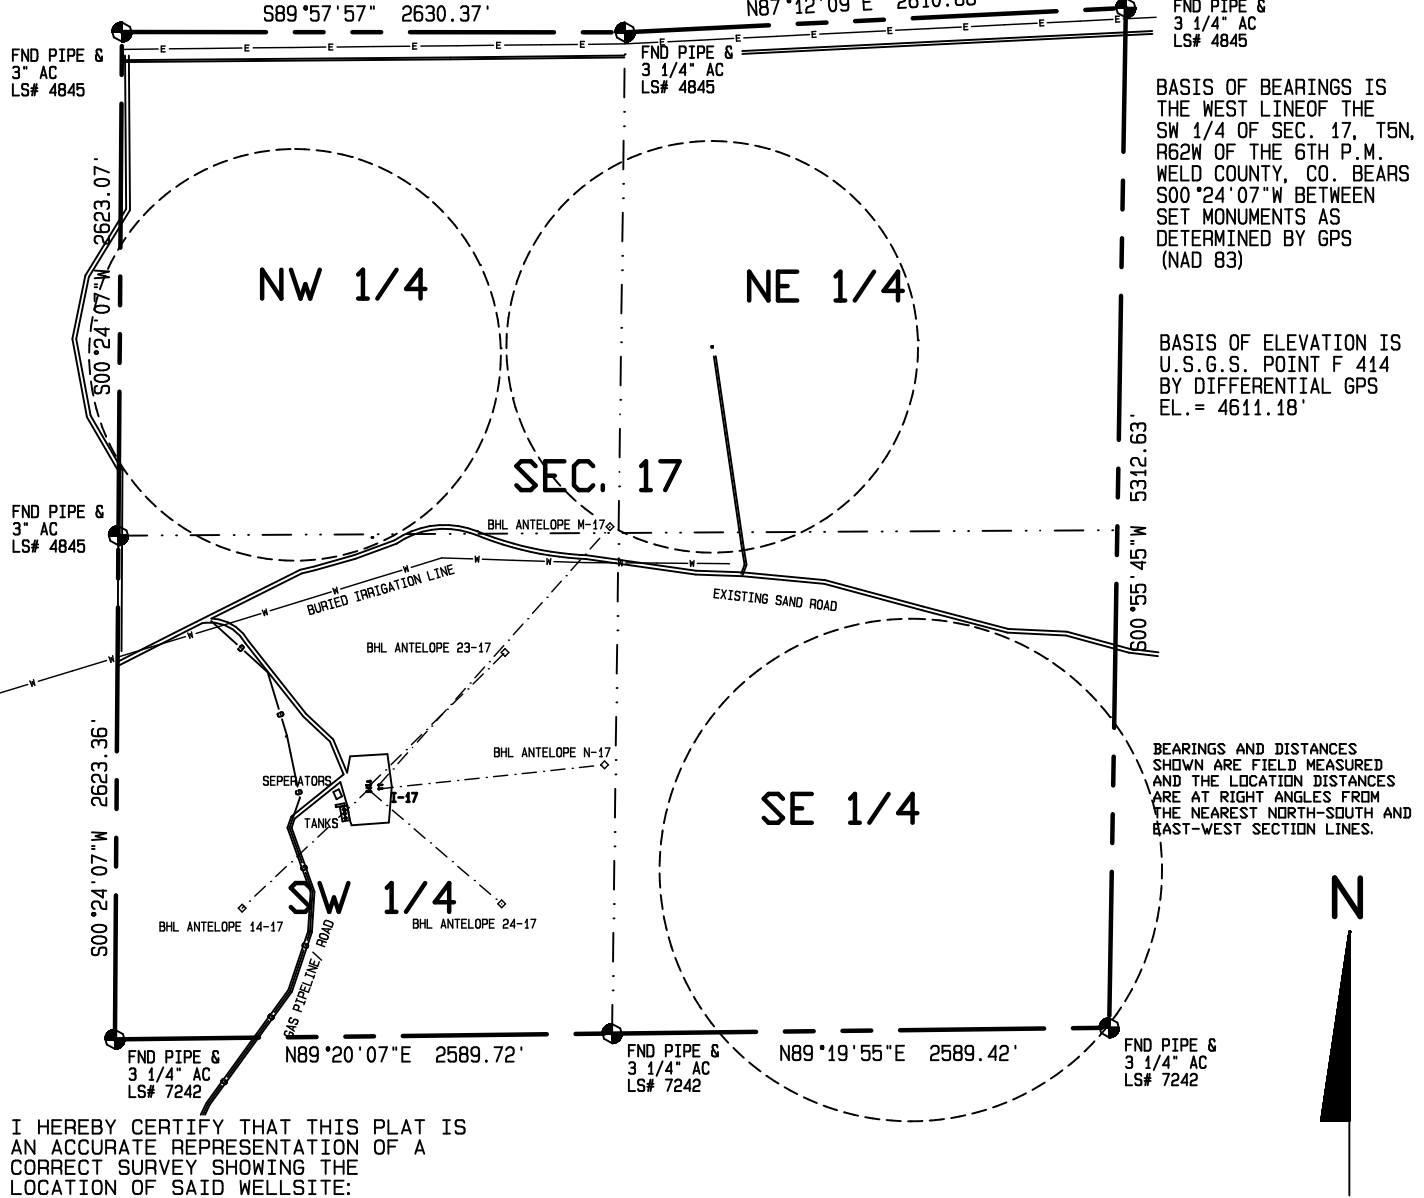 S89°57'57" 2630.37'
N87°12'09"E
FND PIPE &
3" AC
LS# 4845
FND PIPE &
3 1/4" AC
LS# 4845
FND PIPE &
3 1/4" AC
LS# 4845
BASIS OF BEARINGS IS
THE WEST LINEOF THE
SW 1/4 OF SEC. 17, T5N,
R62W OF THE 6TH P.M.
WELD COUNTY, CO. BEARS
S00°24'07"W BETWEEN
SET MONUMENTS AS
DETERMINED BY GPS
(NAD 83)
S00°24'07"W 2623.07'
NW 1/4
NE 1/4
BASIS OF ELEVATION IS
U.S.G.S. POINT F 414
BY DIFFERENTIAL GPS
EL.= 4611.18'
SEC. 17
S00°55'45"W 5312.63'
FND PIPE &
3" AC
LS# 4845
BHL ANTELOPE M-17
BURIED IRRIGATION LINE
EXISTING SAND ROAD
BHL ANTELOPE 23-17
BHL ANTELOPE N-17
SEPERATORS
I-17
TANKS
SE 1/4
BEARINGS AND DISTANCES
SHOWN ARE FIELD MEASURED
AND THE LOCATION DISTANCES
ARE AT RIGHT ANGLES FROM
THE NEAREST NORTH-SOUTH AND
EAST-WEST SECTION LINES.
S00°24'07"W 2623.36'
SW 1/4
BHL ANTELOPE 14-17
BHL ANTELOPE 24-17
GAS PIPELINE/ ROAD
N
N89°20'07"E 2589.72'
N89°19'55"E 2589.42'
FND PIPE &
3 1/4" AC
LS# 7242
FND PIPE &
3 1/4" AC
LS# 7242
FND PIPE &
3 1/4" AC
LS# 7242
I HEREBY CERTIFY THAT THIS PLAT IS
AN ACCURATE REPRESENTATION OF A
CORRECT SURVEY SHOWING THE
LOCATION OF SAID WELLSITE: